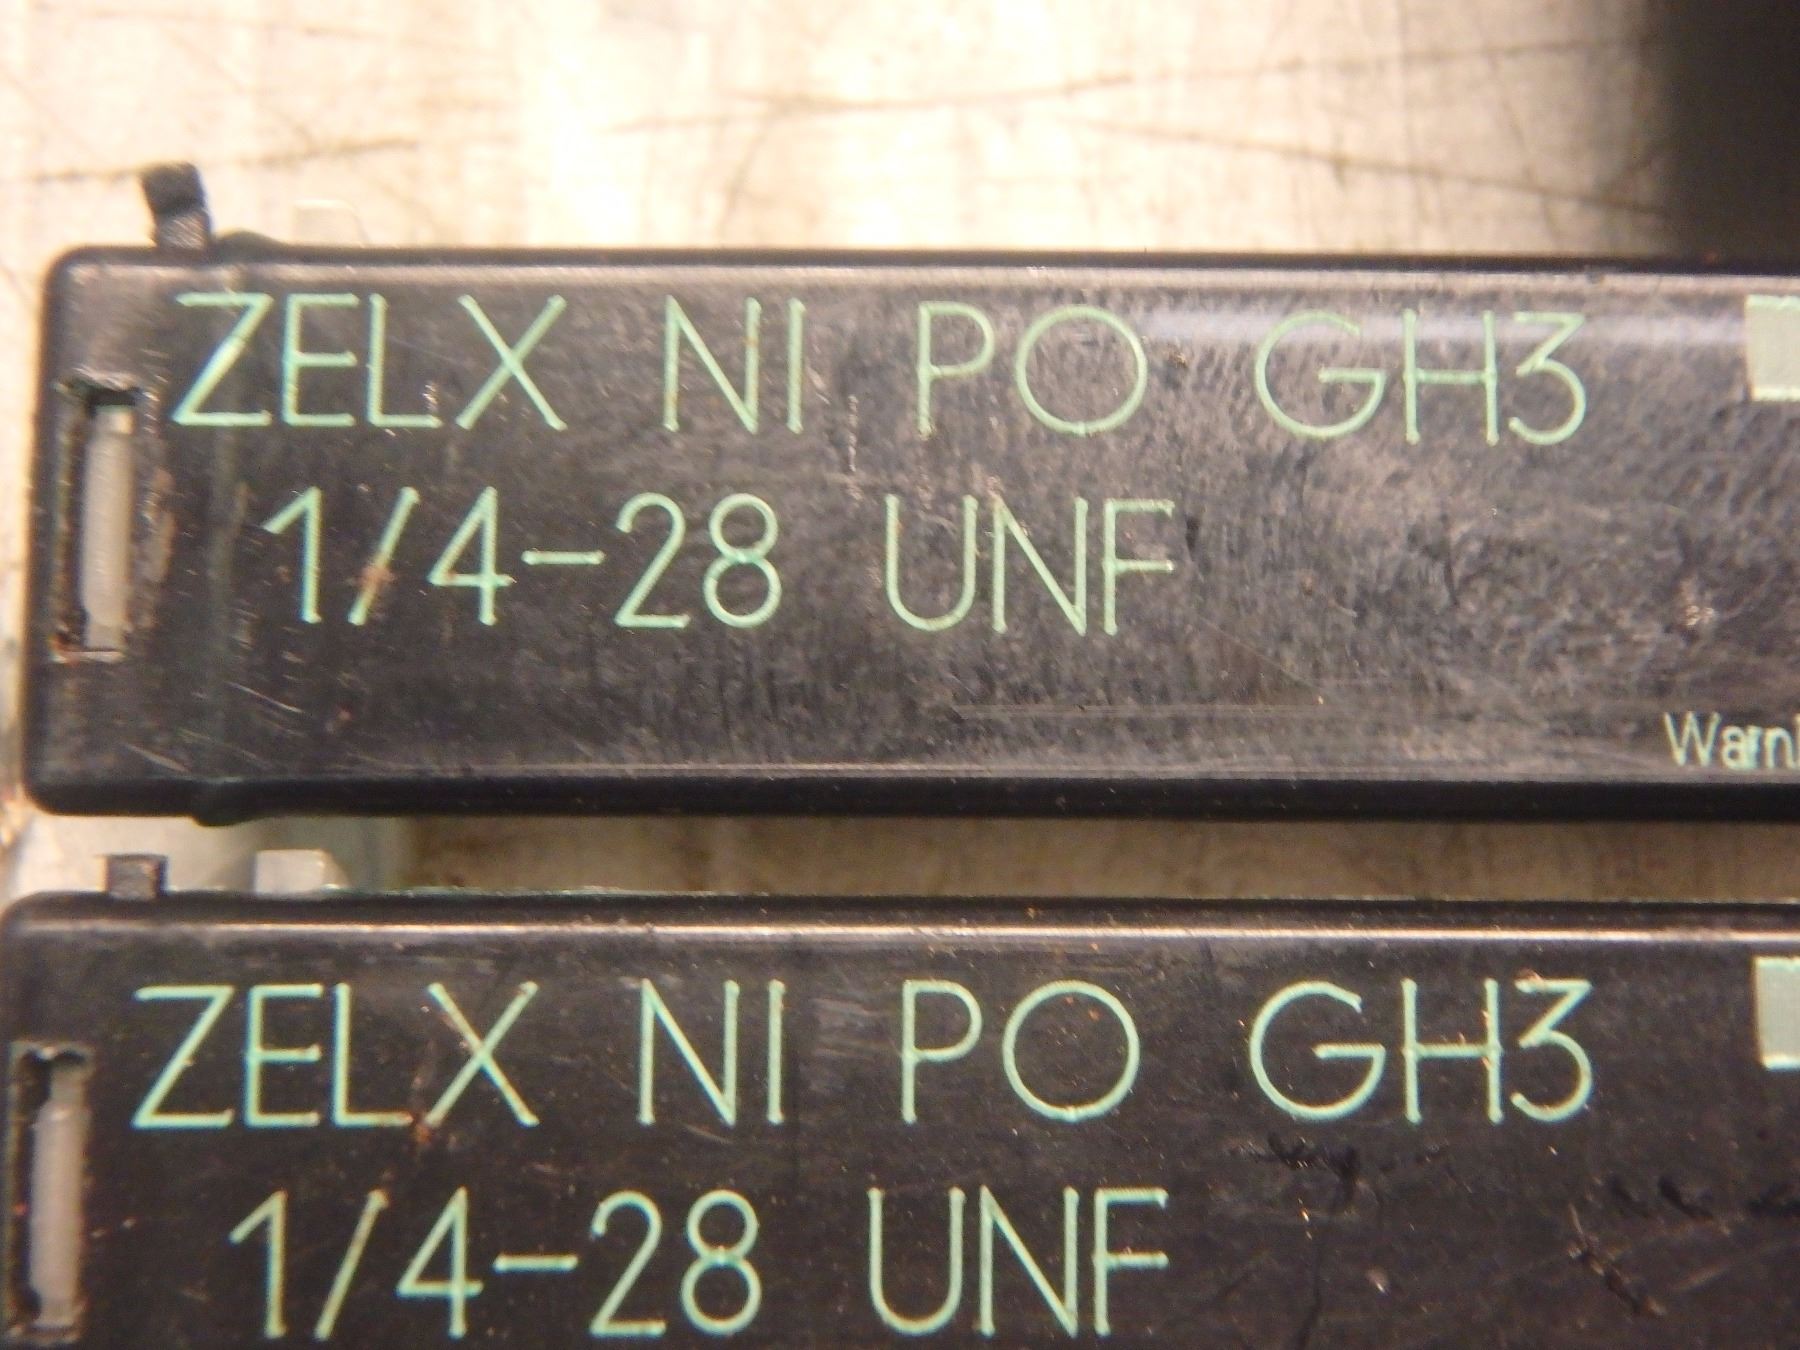 ZELX NI PO GH3
1/4-28 UNF
ZELX NI PO GH3
1/4-28 UNF